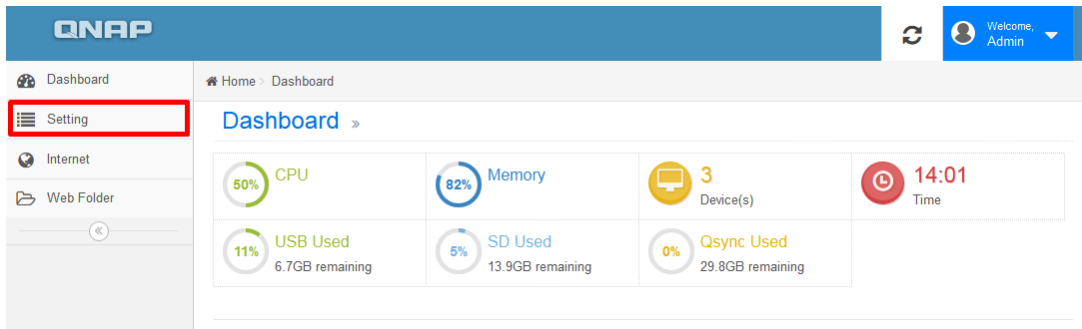 QNAP
Welcome,
Admin
Dashboard
Setting
Internet
Web Folder
Home > Dashboard
Dashboard »
50% CPU
82% Memory
3
Device(s)
14:01
Time
11% USB Used
6.7GB remaining
5% SD Used
13.9GB remaining
0% Qsync Used
29.8GB remaining